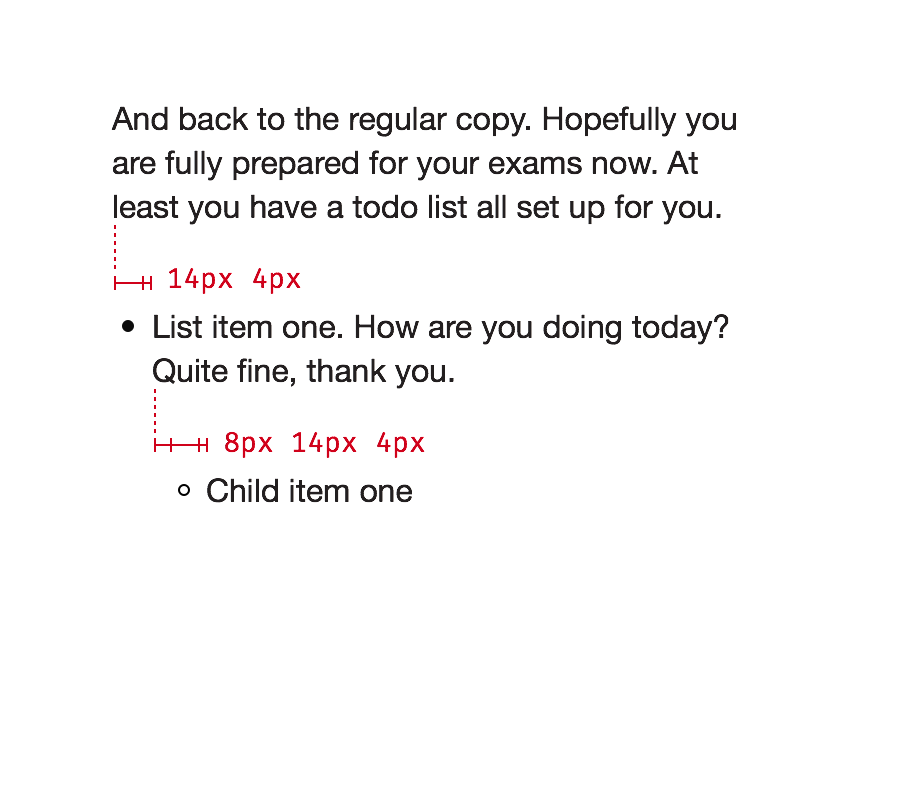 And back to the regular copy. Hopefully you
are fully prepared for your exams now. At
least you have a todo list all set up for you.
14px 4px
• List item one. How are you doing today?
Quite fine, thank you.
8px 14px 4px
◦ Child item one